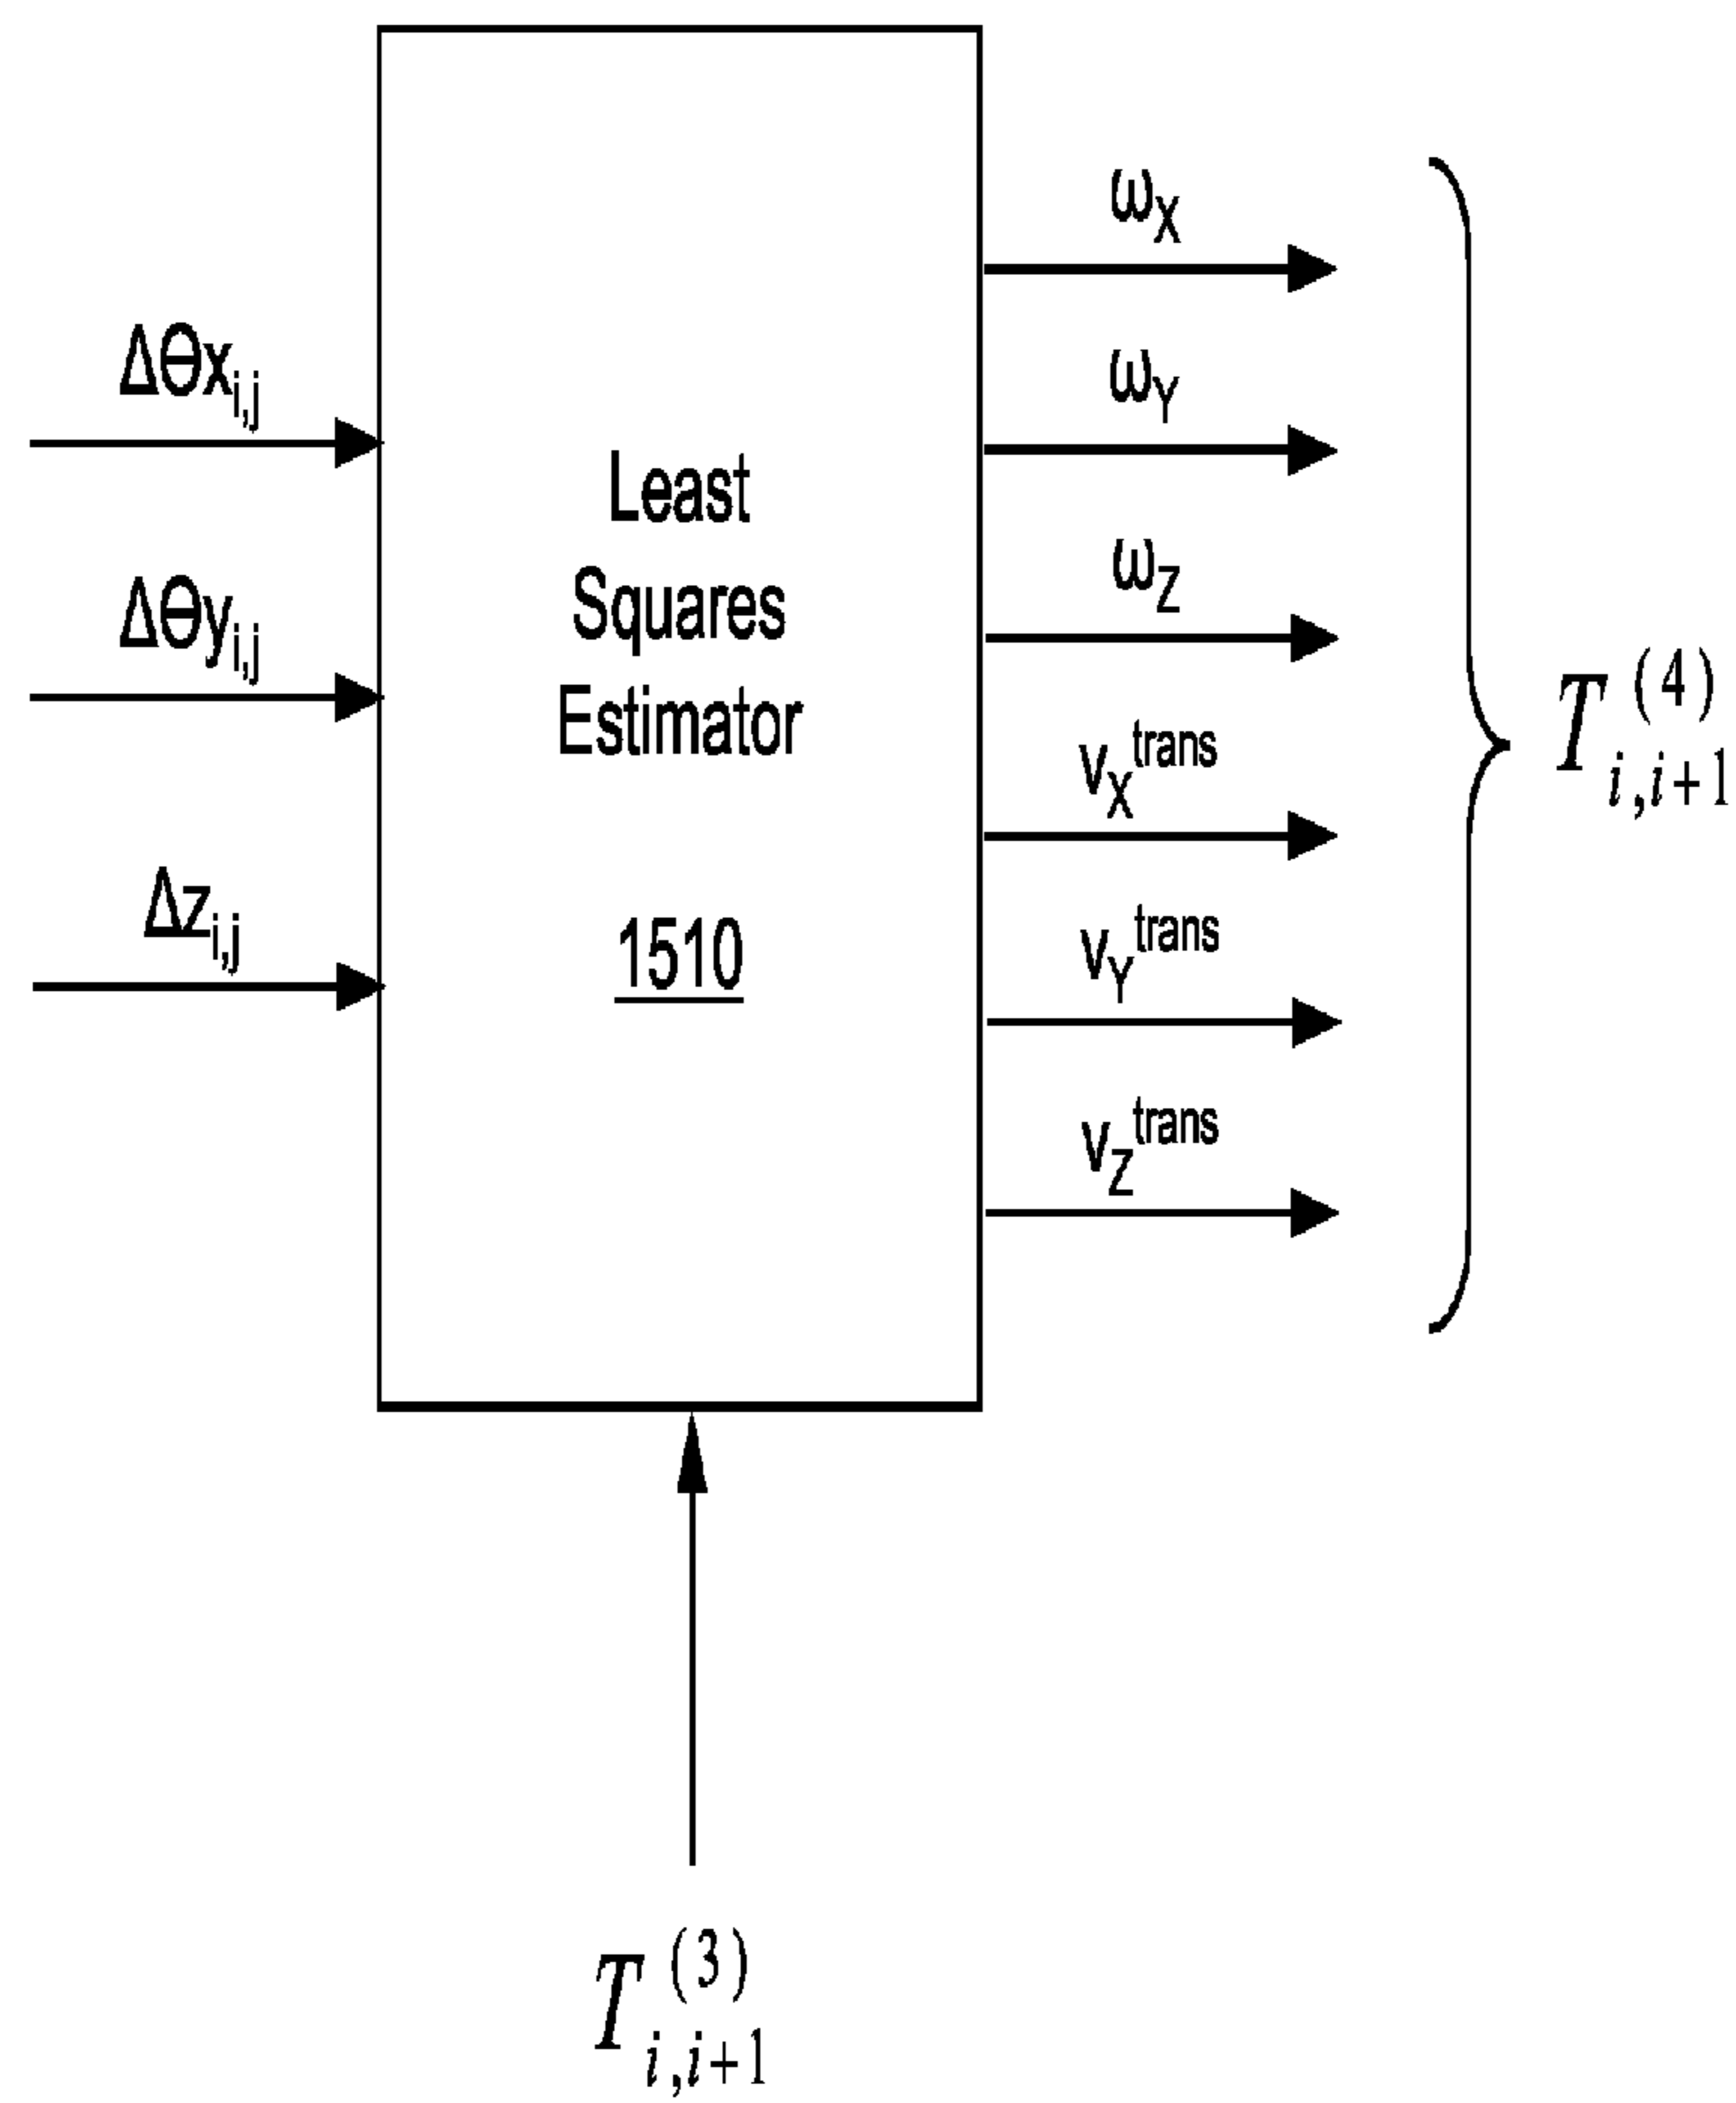 Δθx_{i,j}
Δθy_{i,j}
Δz_{i,j}
Least
Squares
Estimator
1510
ω_X
ω_Y
ω_Z
v_X^{trans}
v_Y^{trans}
v_Z^{trans}
T_{i,i+1}^{(4)}
T_{i,i+1}^{(3)}